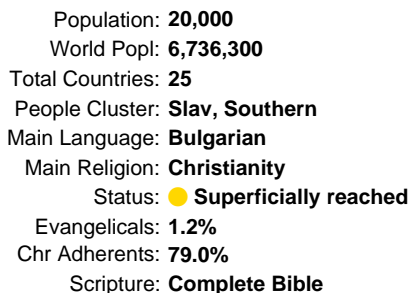 Population: 20,000
World Popl: 6,736,300
Total Countries: 25
People Cluster: Slav, Southern
Main Language: Bulgarian
Main Religion: Christianity
Status: Superficially reached
Evangelicals: 1.2%
Chr Adherents: 79.0%
Scripture: Complete Bible